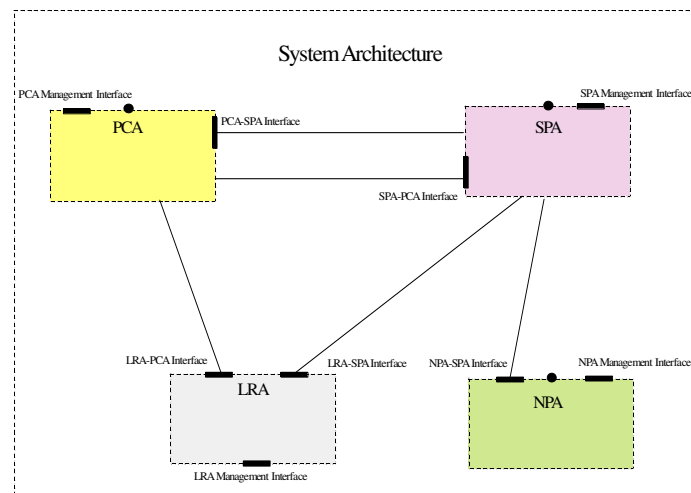 System Architecture
PCA Management Interface
SPA Management Interface
PCA
PCA-SPA Interface
SPA
SPA-PCA Interface
LRA-PCA Interface
LRA-SPA Interface
NPA-SPA Interface
NPA Management Interface
LRA
NPA
LRA Management Interface